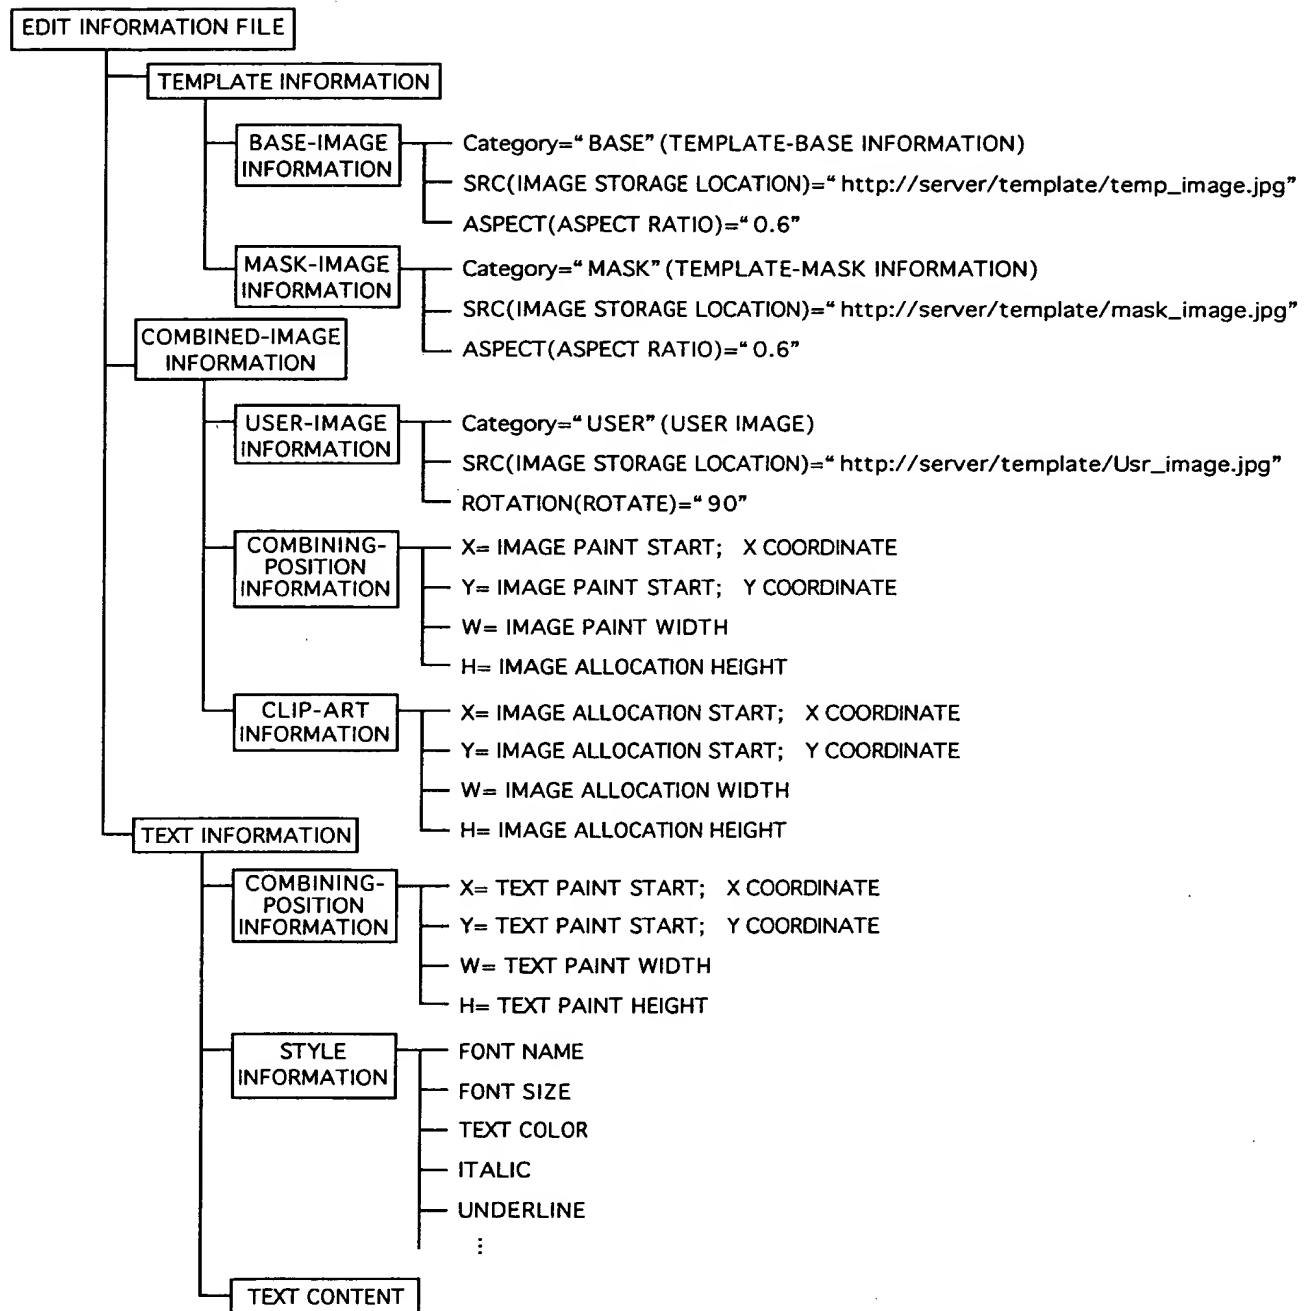 EDIT INFORMATION FILE
TEMPLATE INFORMATION
BASE-IMAGE
INFORMATION
Category="BASE"(TEMPLATE-BASE INFORMATION)
SRC(IMAGE STORAGE LOCATION)="http://server/template/temp_image.jpg"
ASPECT(ASPECT RATIO)="0.6"
MASK-IMAGE
INFORMATION
Category="MASK"(TEMPLATE-MASK INFORMATION)
SRC(IMAGE STORAGE LOCATION)="http://server/template/mask_image.jpg"
ASPECT(ASPECT RATIO)="0.6"
COMBINED-IMAGE
INFORMATION
USER-IMAGE
INFORMATION
Category="USER"(USER IMAGE)
SRC(IMAGE STORAGE LOCATION)="http://server/template/Usr_image.jpg"
ROTATION(ROTATE)="90"
COMBINING-
POSITION
INFORMATION
X= IMAGE PAINT START; X COORDINATE
Y= IMAGE PAINT START; Y COORDINATE
W= IMAGE PAINT WIDTH
H= IMAGE ALLOCATION HEIGHT
CLIP-ART
INFORMATION
X= IMAGE ALLOCATION START; X COORDINATE
Y= IMAGE ALLOCATION START; Y COORDINATE
W= IMAGE ALLOCATION WIDTH
H= IMAGE ALLOCATION HEIGHT
TEXT INFORMATION
COMBINING-
POSITION
INFORMATION
X= TEXT PAINT START; X COORDINATE
Y= TEXT PAINT START; Y COORDINATE
W= TEXT PAINT WIDTH
H= TEXT PAINT HEIGHT
STYLE
INFORMATION
FONT NAME
FONT SIZE
TEXT COLOR
ITALIC
UNDERLINE
⋮
TEXT CONTENT